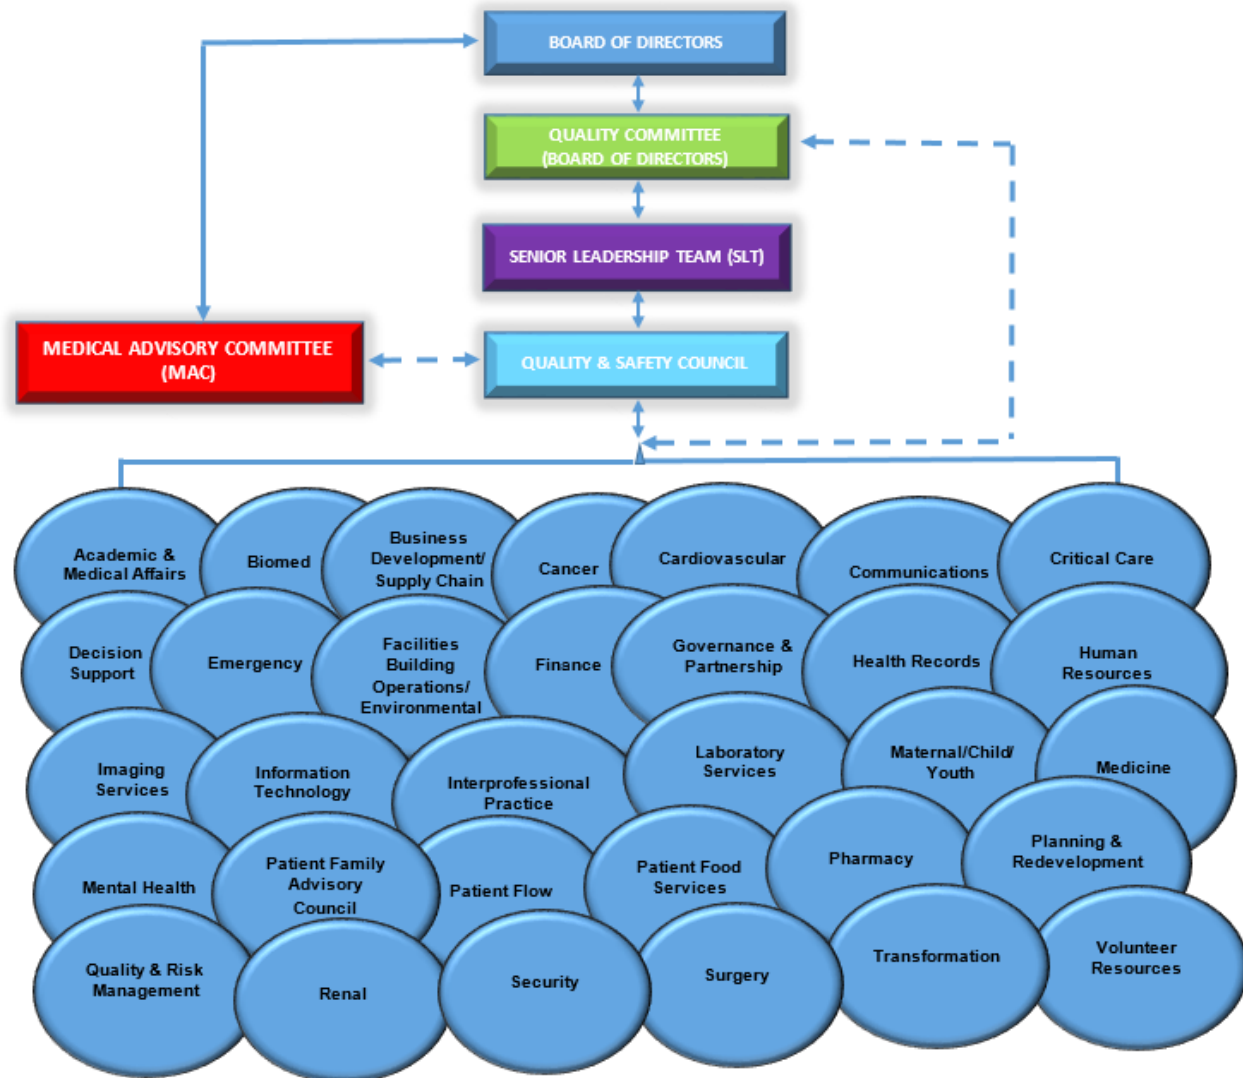 BOARD OF DIRECTORS
QUALITY COMMITTEE
(BOARD OF DIRECTORS)
SENIOR LEADERSHIP TEAM (SLT)
MEDICAL ADVISORY COMMITTEE
(MAC)
QUALITY & SAFETY COUNCIL
Academic &
Medical Affairs
Biomed
Business
Development/
Supply Chain
Cancer
Cardiovascular
Communications
Critical Care
Decision
Support
Emergency
Facilities
Building
Operations/
Environmental
Finance
Governance &
Partnership
Health Records
Human
Resources
Imaging
Services
Information
Technology
Interprofessional
Practice
Laboratory
Services
Maternal/Child/
Youth
Medicine
Mental Health
Patient Family
Advisory
Council
Patient Flow
Patient Food
Services
Pharmacy
Planning &
Redevelopment
Quality & Risk
Management
Renal
Security
Surgery
Transformation
Volunteer
Resources